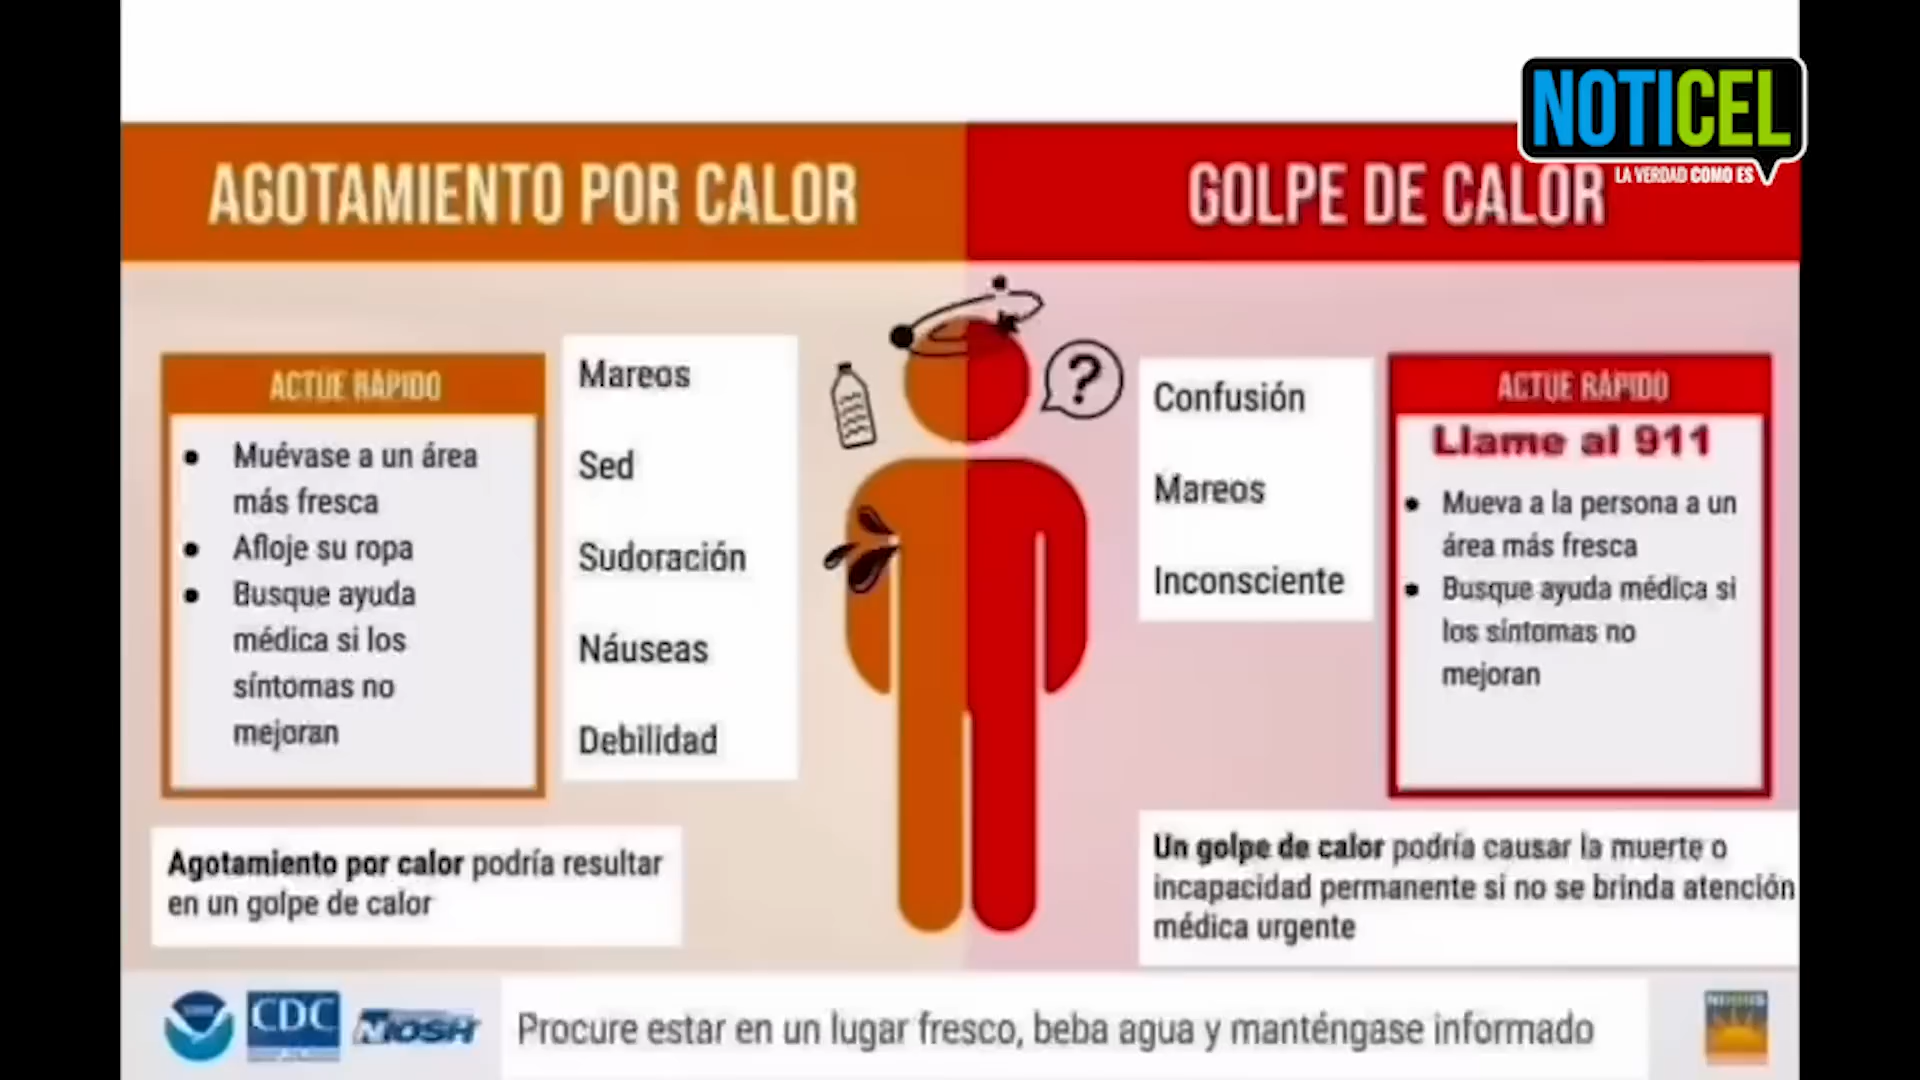 NOTICEL
LA VERDAD COMO ES
AGOTAMIENTO POR CALOR
GOLPE DE CALOR
ACTÚE RÁPIDO
Muévase a un área
más fresca
Afloje su ropa
Busque ayuda
médica si los
síntomas no
mejoran
Mareos
Sed
Sudoración
Náuseas
Debilidad
?
Confusión
Mareos
Inconsciente
ACTÚE RÁPIDO
Llame al 911
Mueva a la persona a un
área más fresca
Busque ayuda médica si
los síntomas no
mejoran
Agotamiento por calor podría resultar
en un golpe de calor
Un golpe de calor podría causar la muerte o
incapacidad permanente si no se brinda atención
médica urgente
CDC
NIOSH
Procure estar en un lugar fresco, beba agua y manténgase informado